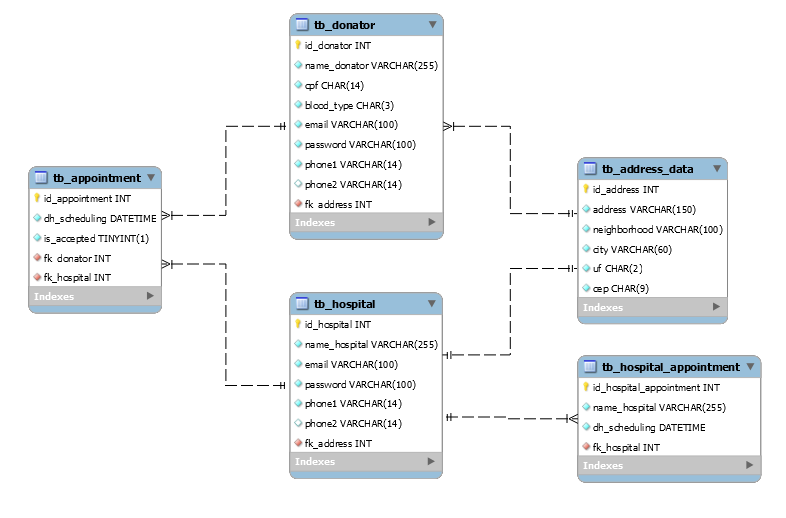 tb_donator
id_donator INT
name_donator VARCHAR(255)
cpf CHAR(14)
blood_type CHAR(3)
email VARCHAR(100)
password VARCHAR(100)
phone1 VARCHAR(14)
phone2 VARCHAR(14)
fk_address INT
Indexes
tb_appointment
id_appointment INT
dh_scheduling DATETIME
is_accepted TINYINT(1)
fk_donator INT
fk_hospital INT
Indexes
tb_address_data
id_address INT
address VARCHAR(150)
neighborhood VARCHAR(100)
city VARCHAR(60)
uf CHAR(2)
cep CHAR(9)
Indexes
tb_hospital
id_hospital INT
name_hospital VARCHAR(255)
email VARCHAR(100)
password VARCHAR(100)
phone1 VARCHAR(14)
phone2 VARCHAR(14)
fk_address INT
Indexes
tb_hospital_appointment
id_hospital_appointment INT
name_hospital VARCHAR(255)
dh_scheduling DATETIME
fk_hospital INT
Indexes